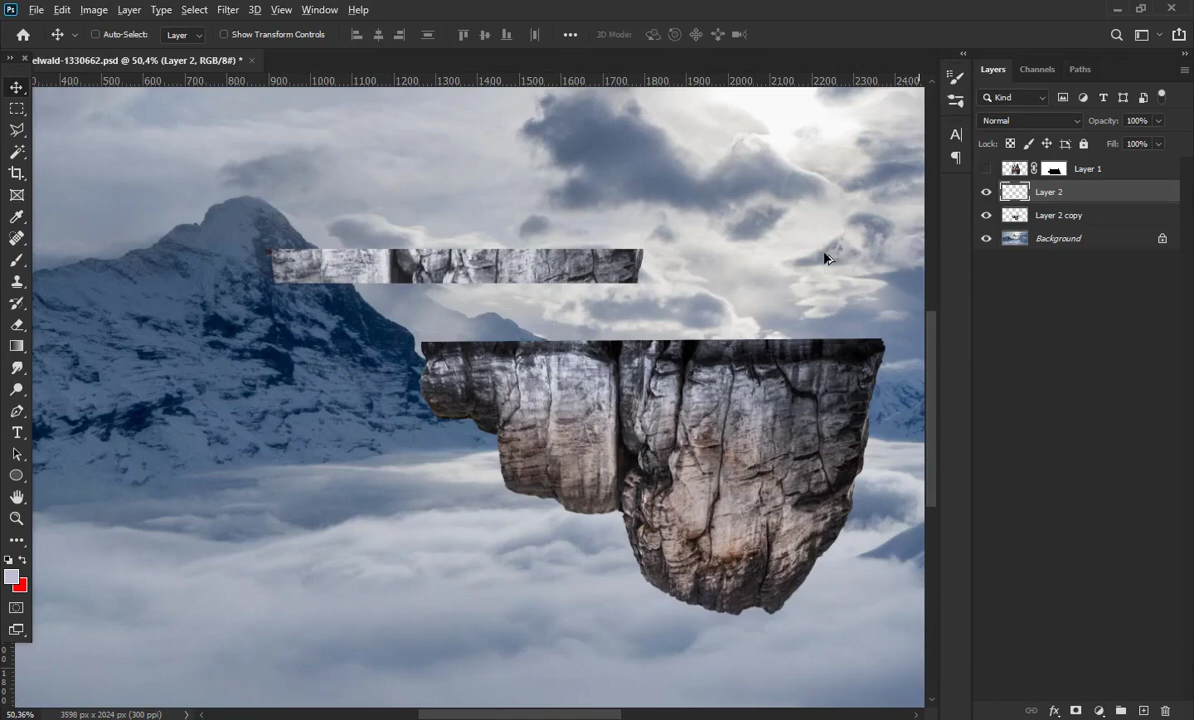 Ps File Edit Image Layer Type Select Filter 3D View Window Help
Auto-Select: Layer Show Transform Controls 3D Mode:
elwald-1330662.psd @ 50,4% (Layer 2, RGB/8#) * ×
400 500 600 700 800 900 1000 1100 1200 1300 1400 1500 1600 1700 1800 1900 2000 2100 2200 2300 2400
Layers Channels Paths
Kind
Normal Opacity: 100%
Lock: Fill: 100%
Layer 1
Layer 2
Layer 2 copy
Background
50,36% 3598 px x 2024 px (300 ppi)